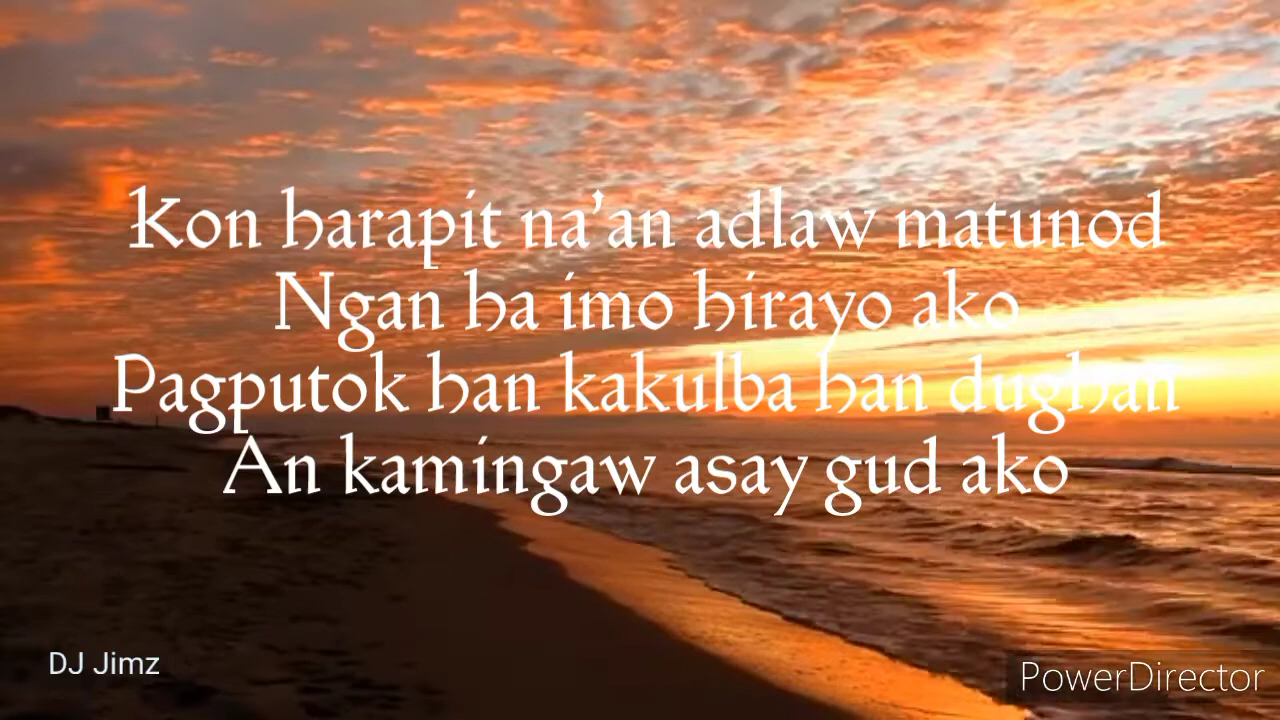 Kon harapit na'an adlaw matunod
Ngan ha imo hirayo ako
Pagputok han kakulba han dughan
An kamingaw asay gud ako
DJ Jimz
PowerDirector